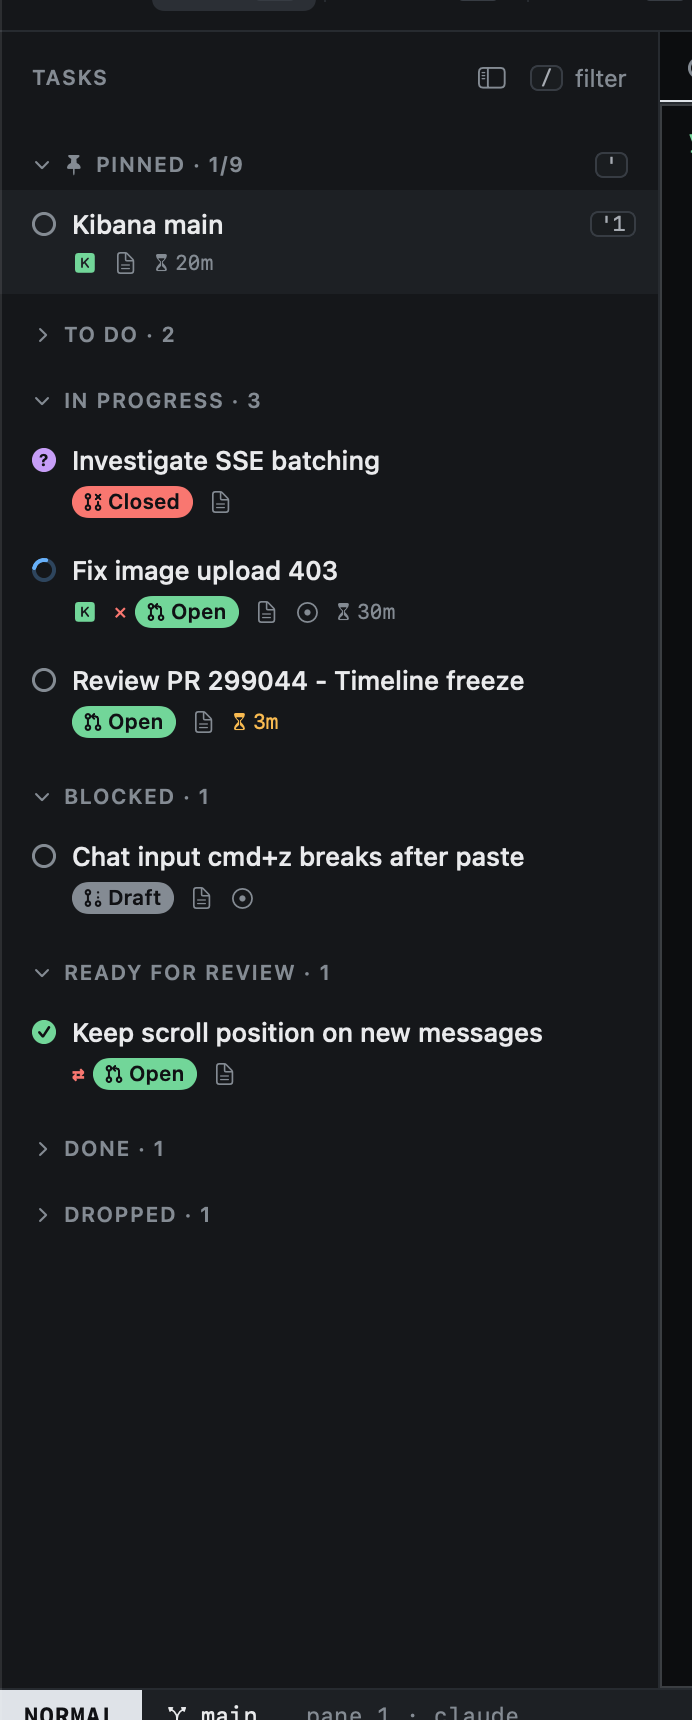 TASKS
/ filter
PINNED · 1/9 '
Kibana main '1
K 20m
TO DO · 2
IN PROGRESS · 3
? Investigate SSE batching
Closed
Fix image upload 403
K × Open 30m
Review PR 299044 - Timeline freeze
Open 3m
BLOCKED · 1
Chat input cmd+z breaks after paste
Draft
READY FOR REVIEW · 1
Keep scroll position on new messages
Open
DONE · 1
DROPPED · 1
NORMAL main pane 1 · claude